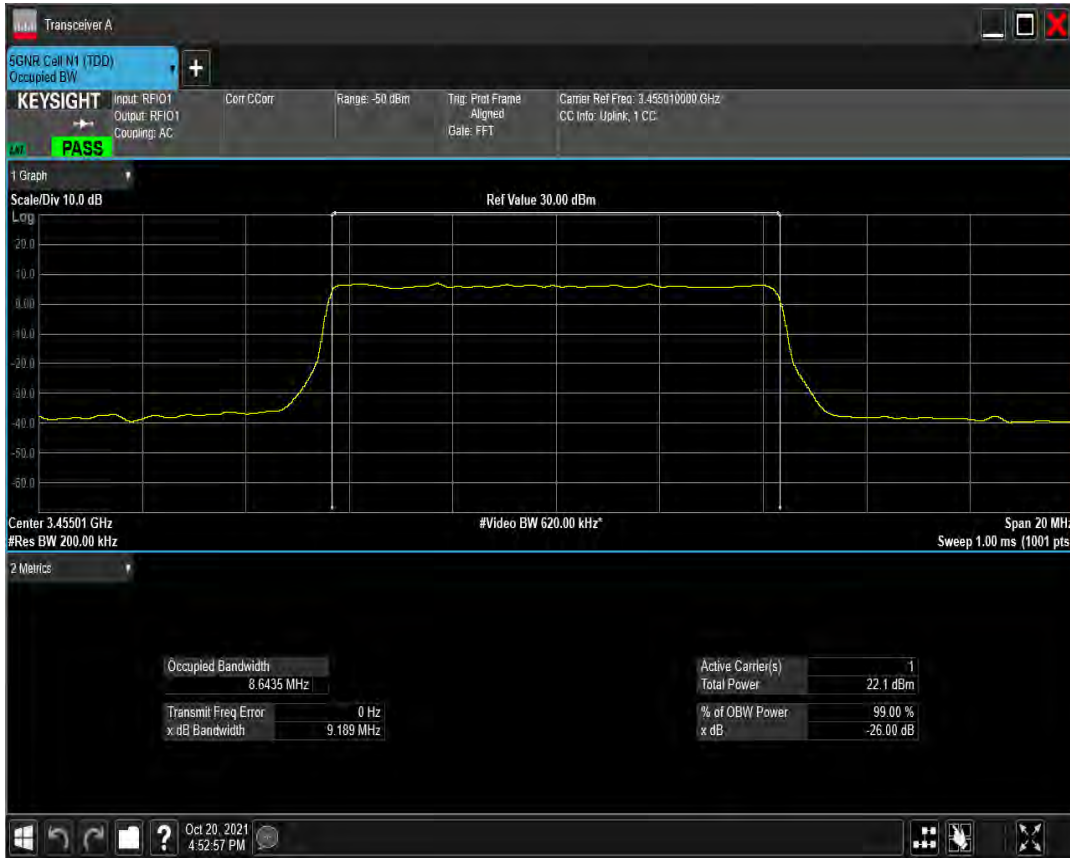 Transceiver A
5GNR Cell N1 (TDD)
Occupied BW
+
KEYSIGHT
PASS
Input: RFIO1
Output: RFIO1
Coupling: AC
Corr CCorr
Range: -50 dBm
Trig: Prot Frame
Aligned
Gate: FFT
Carrier Ref Freq: 3.455010000 GHz
CC Info: Uplink, 1 CC
1 Graph
Scale/Div 10.0 dB
Ref Value 30.00 dBm
Log
20.0
10.0
0.00
-10.0
-20.0
-30.0
-40.0
-50.0
-60.0
Center 3.45501 GHz
#Video BW 620.00 kHz*
Span 20 MHz
#Res BW 200.00 kHz
Sweep 1.00 ms (1001 pts
2 Metrics
Occupied Bandwidth
8.6435 MHz
Transmit Freq Error 0 Hz
x dB Bandwidth 9.189 MHz
Active Carrier(s) 1
Total Power 22.1 dBm
% of OBW Power 99.00 %
x dB -26.00 dB
?
Oct 20, 2021
4:52:57 PM